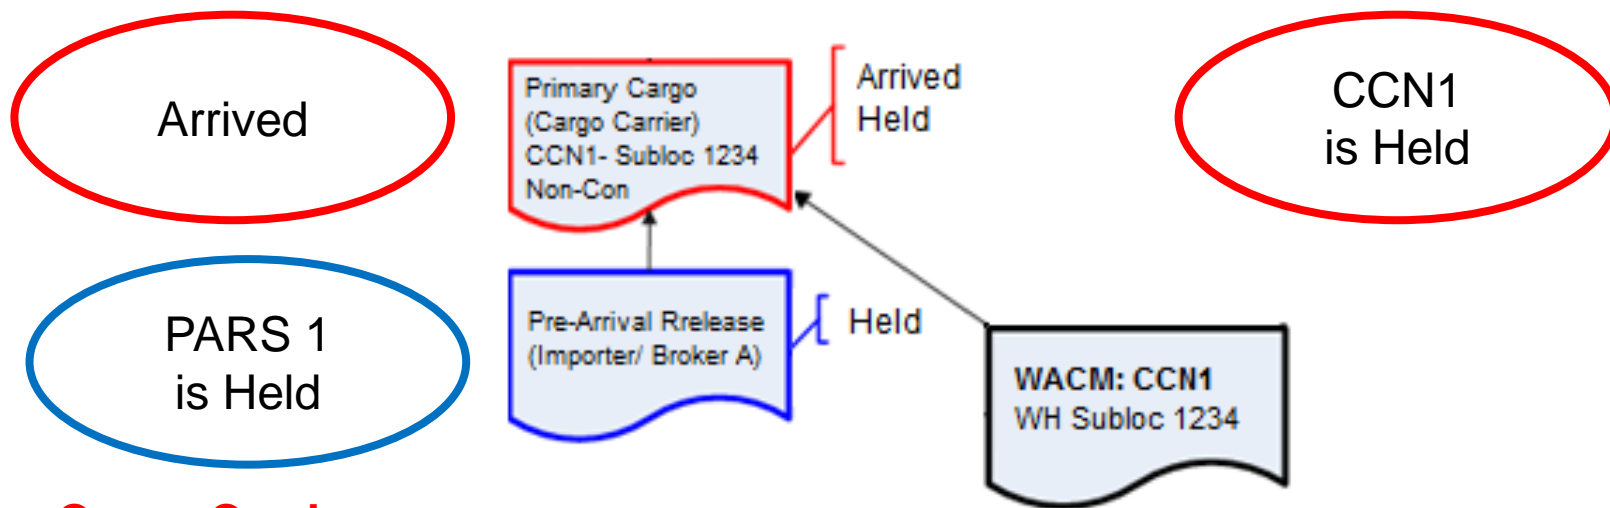 Arrived
Primary Cargo
(Cargo Carrier)
CCN1- Subloc 1234
Non-Con
Arrived
Held
CCN1
is Held
PARS 1
is Held
Pre-Arrival Rrelease
(Importer/ Broker A)
Held
WACM: CCN1
WH Subloc 1234